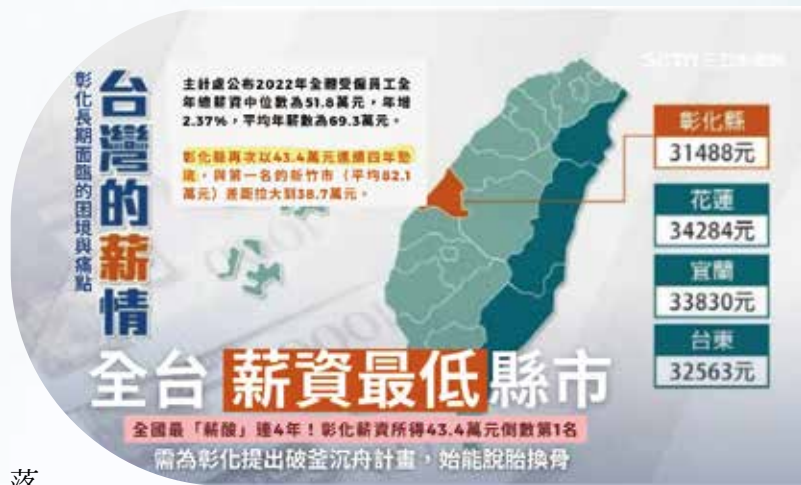 台灣的薪情
彰化長期面臨的困境與痛點
主計處公布2022年全體受僱員工全
年總薪資中位數為51.8萬元，年增
2.37%，平均年薪數為69.3萬元。
彰化縣再次以43.4萬元連續四年墊
底，與第一名的新竹市（平均82.1
萬元）差距拉大到38.7萬元。
彰化縣
31488元
花蓮
34284元
宜蘭
33830元
台東
32563元
全台 薪資最低 縣市
全國最「薪酸」連4年！彰化薪資所得43.4萬元倒數第1名
需為彰化提出破釜沉舟計畫，始能脫胎換骨
落